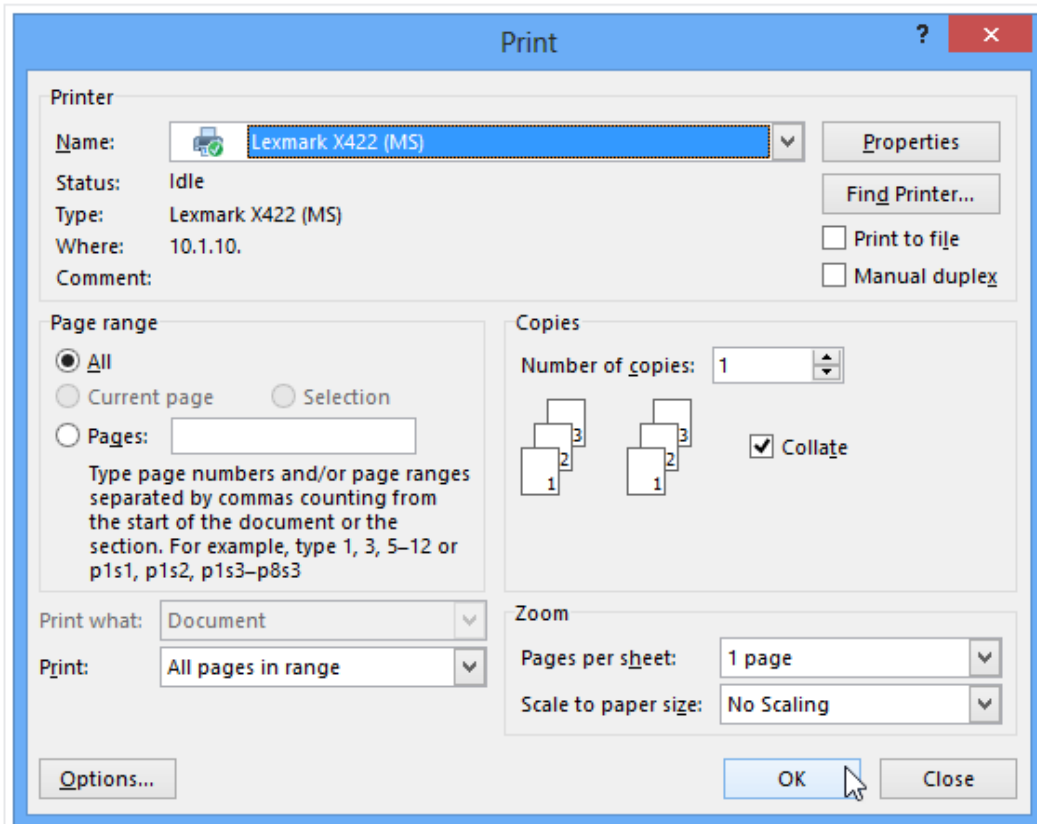 Print
?
Printer
Name: Lexmark X422 (MS)
Properties
Status: Idle
Find Printer...
Type: Lexmark X422 (MS)
Where: 10.1.10.
Print to file
Comment:
Manual duplex
Page range
All
Current page Selection
Pages:
Type page numbers and/or page ranges
separated by commas counting from
the start of the document or the
section. For example, type 1, 3, 5–12 or
p1s1, p1s2, p1s3–p8s3
Copies
Number of copies: 1
3 3
2 2
1 1
Collate
Print what: Document
Print: All pages in range
Zoom
Pages per sheet: 1 page
Scale to paper size: No Scaling
Options...
OK
Close